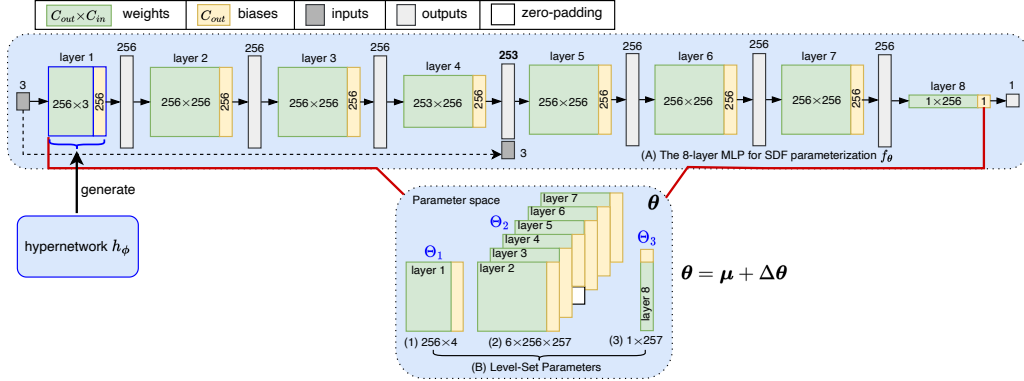 C_out×C_in weights C_out biases inputs outputs zero-padding
layer 1 256 layer 2 256 layer 3 256 layer 4 253 layer 5 256 layer 6 256 layer 7 256 layer 8 1
3 256×3 256 256×256 256 256×256 256 253×256 256 256×256 256 256×256 256 256×256 256 1×256 1
3
(A) The 8-layer MLP for SDF parameterization f_θ
generate
hypernetwork h_ϕ
Parameter space
θ
layer 7
layer 6
layer 5
layer 4
layer 3
layer 2
Θ_1 layer 1
Θ_2
Θ_3
layer 8
θ = μ + Δθ
(1) 256×4 (2) 6×256×257 (3) 1×257
(B) Level-Set Parameters